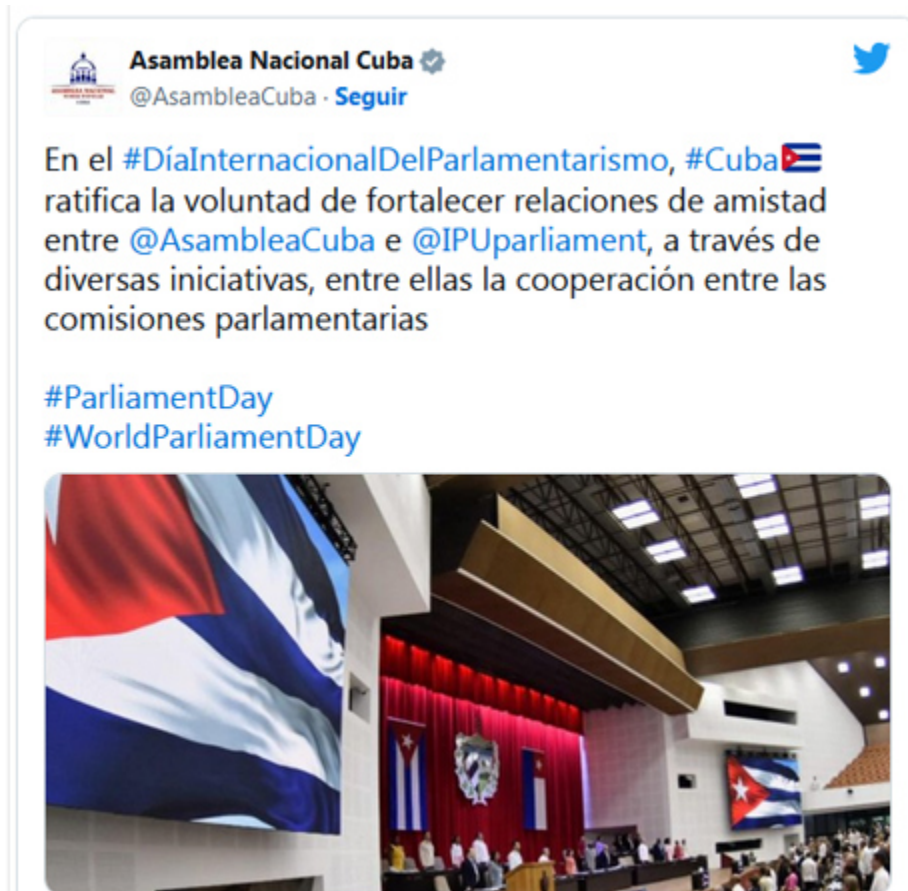 Asamblea Nacional Cuba
@AsambleaCuba · Seguir
En el #DíaInternacionalDelParlamentarismo, #Cuba🇨🇺
ratifica la voluntad de fortalecer relaciones de amistad
entre @AsambleaCuba e @IPUparliament, a través de
diversas iniciativas, entre ellas la cooperación entre las
comisiones parlamentarias
#ParliamentDay
#WorldParliamentDay